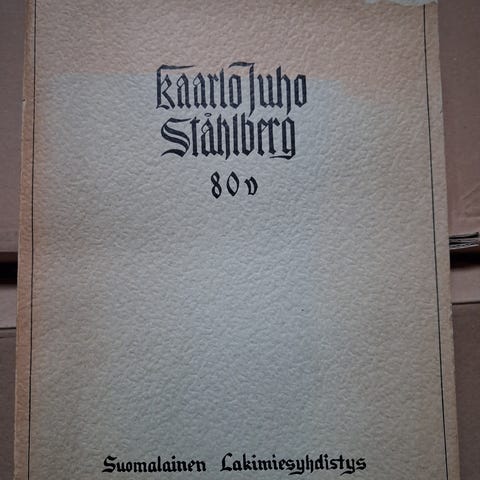 Kaarlo Juho
Ståhlberg
80 v
Suomalainen Lakimiesyhdistys